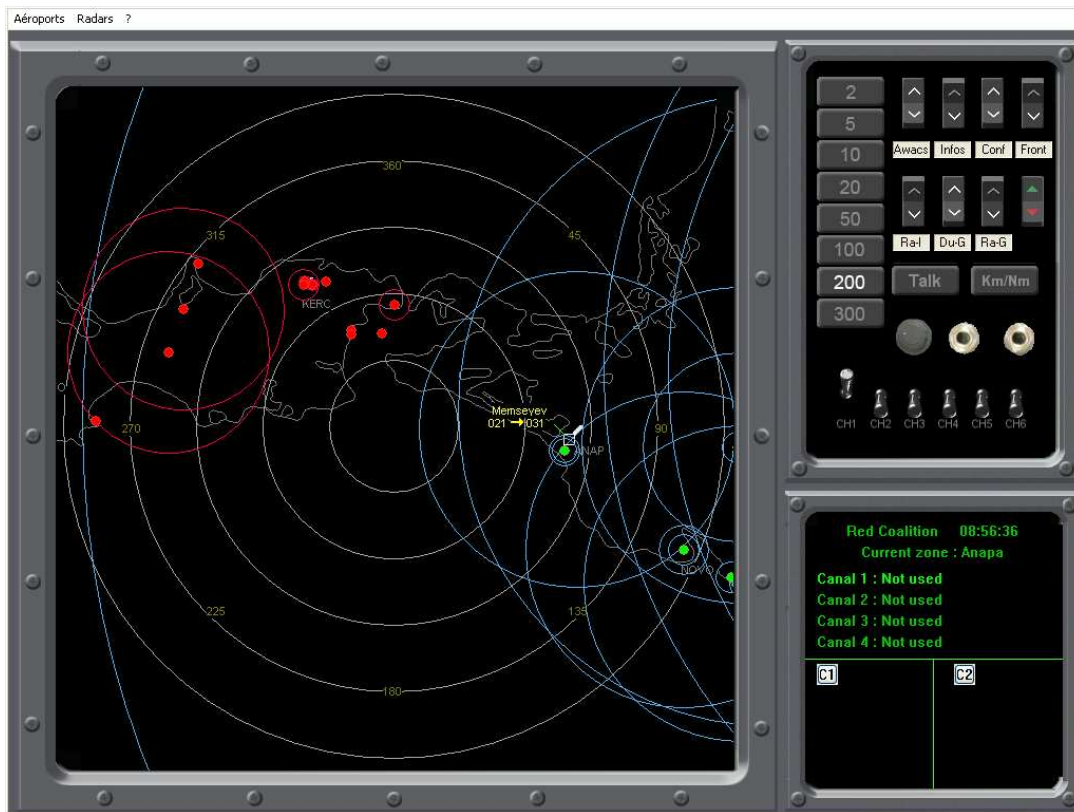 Aéroports Radars ?
360
315
45
KERC
Memseyev
021 031
270
90
ANAP
NOVO
225
135
180
2
5
10
20
50
100
200
300
Awacs Infos Conf Front
Ra-I Du-G Ra-G
Talk Km/Nm
CH1 CH2 CH3 CH4 CH5 CH6
Red Coalition 08:56:36
Current zone : Anapa
Canal 1 : Not used
Canal 2 : Not used
Canal 3 : Not used
Canal 4 : Not used
C1 C2